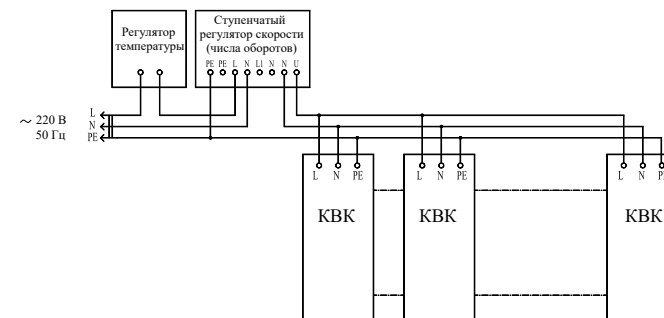 Регулятор
температуры
Ступенчатый
регулятор скорости
(числа оборотов)
PE PE L N L1 N N U
~ 220 В
50 Гц
L
N
PE
L N PE
L N PE
L N PE
КВК
КВК
КВК